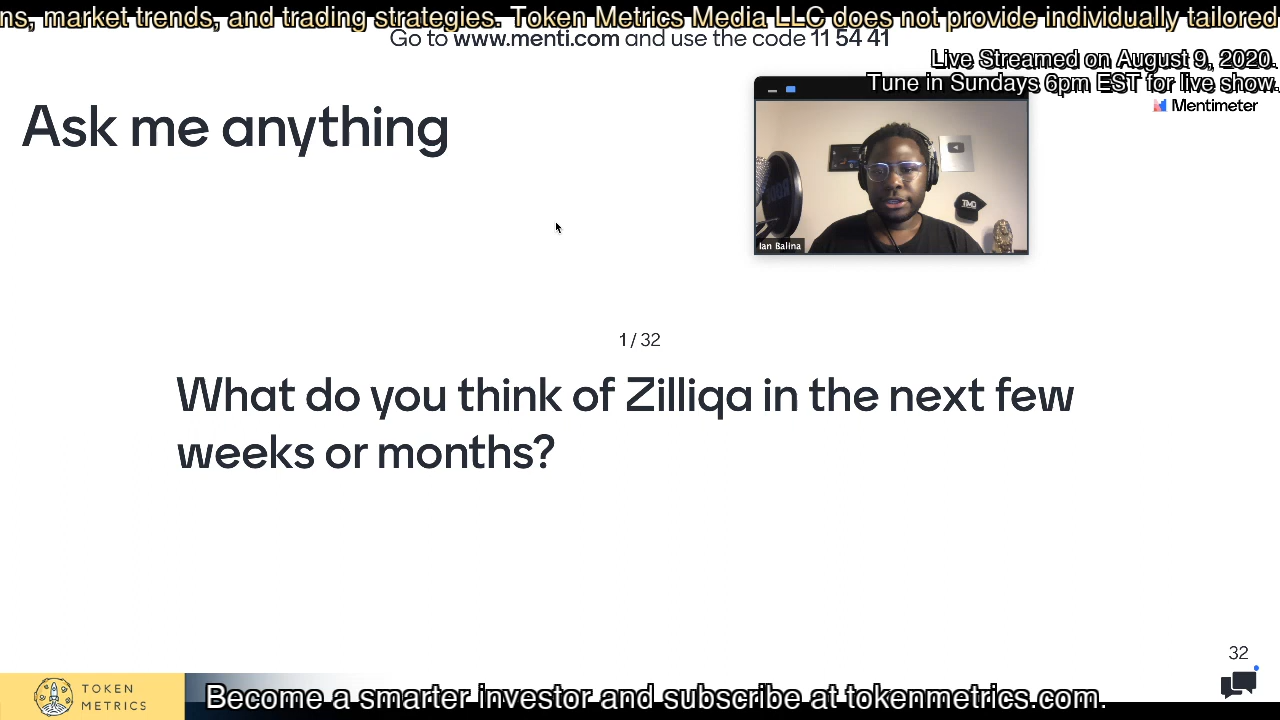 ns, market trends, and trading strategies. Token Metrics Media LLC does not provide individually tailored
Go to www.menti.com and use the code 11 54 41
Live Streamed on August 9, 2020.
Tune in Sundays 6pm EST for live show.
Mentimeter
Ask me anything
Ian Balina
1 / 32
What do you think of Zilliqa in the next few
weeks or months?
32
TOKEN
METRICS
Become a smarter investor and subscribe at tokenmetrics.com.